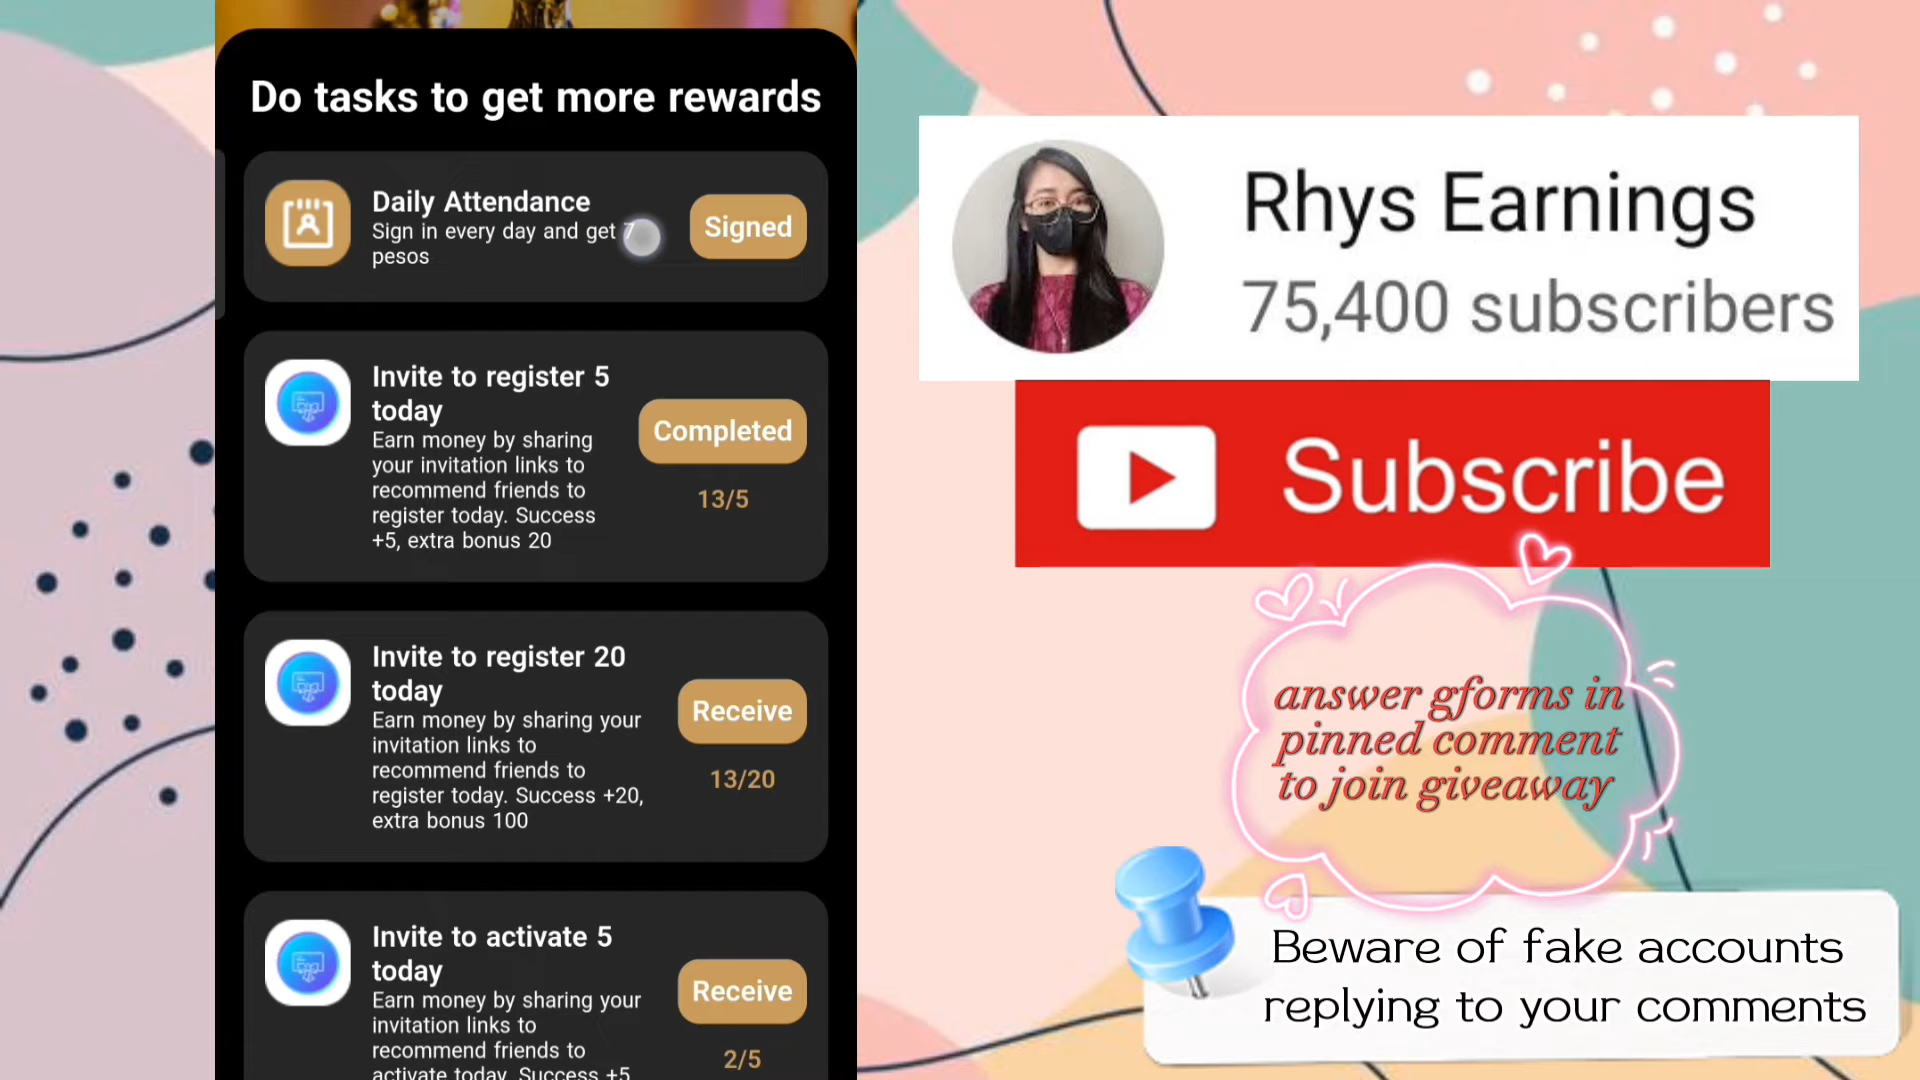 Do tasks to get more rewards
Daily Attendance
Sign in every day and get 7
pesos
Signed
Invite to register 5
today
Earn money by sharing
your invitation links to
recommend friends to
register today. Success
+5, extra bonus 20
Completed
13/5
Invite to register 20
today
Earn money by sharing your
invitation links to
recommend friends to
register today. Success +20,
extra bonus 100
Receive
13/20
Invite to activate 5
today
Earn money by sharing your
invitation links to
recommend friends to
activate today. Success +5
Receive
2/5
Rhys Earnings
75,400 subscribers
Subscribe
answer gforms in
pinned comment
to join giveaway
Beware of fake accounts
replying to your comments